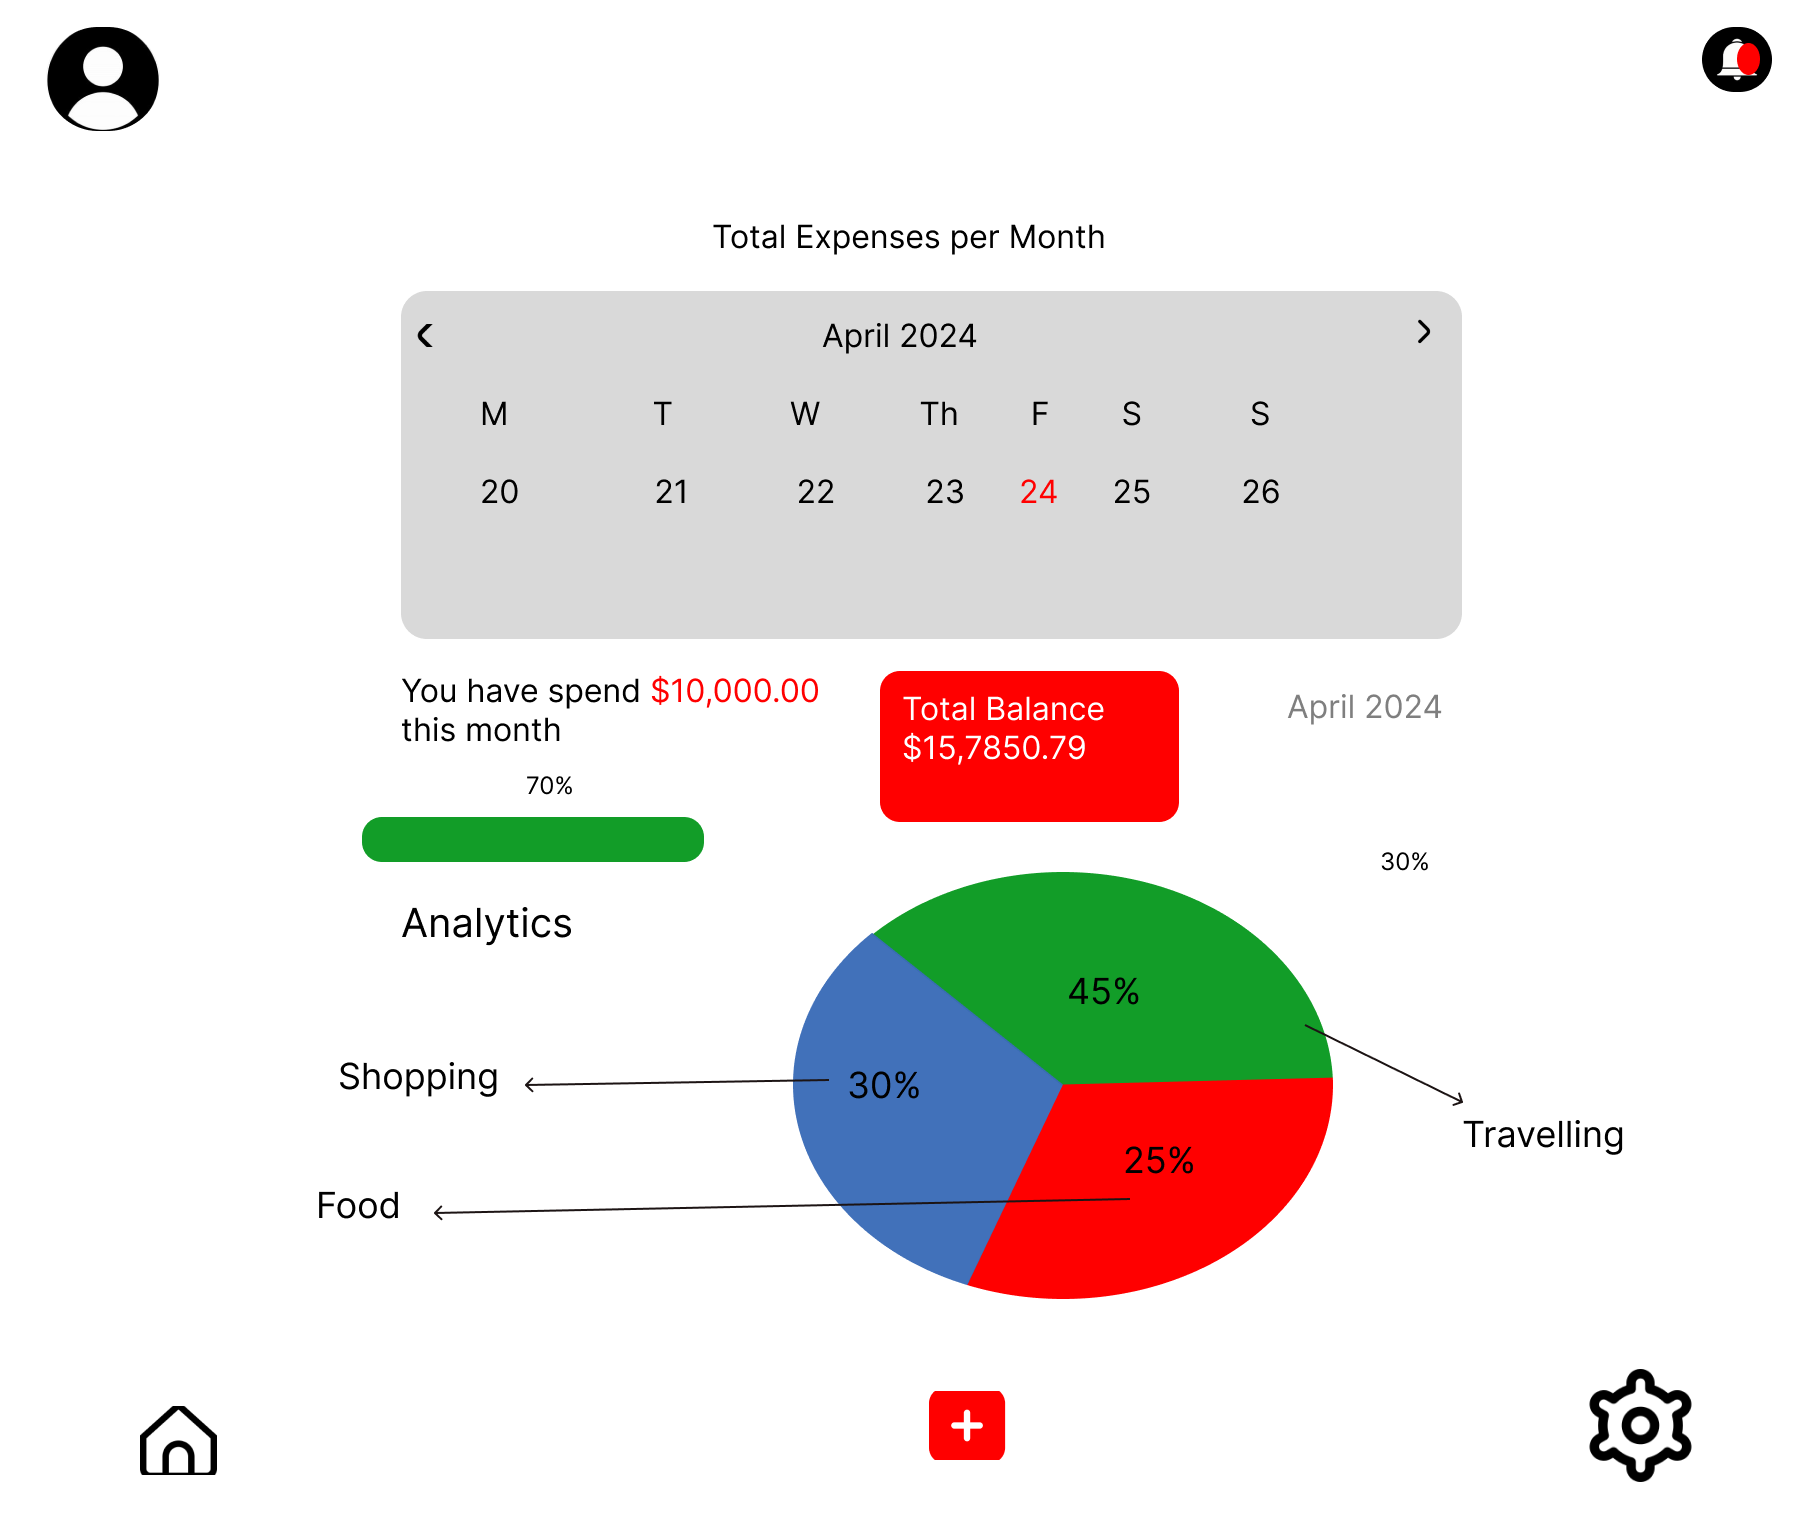 Total Expenses per Month
April 2024
M T W Th F S S
20 21 22 23 24 25 26
You have spend $10,000.00
this month
Total Balance
$15,7850.79
April 2024
70%
30%
Analytics
45%
Shopping
30%
Travelling
25%
Food